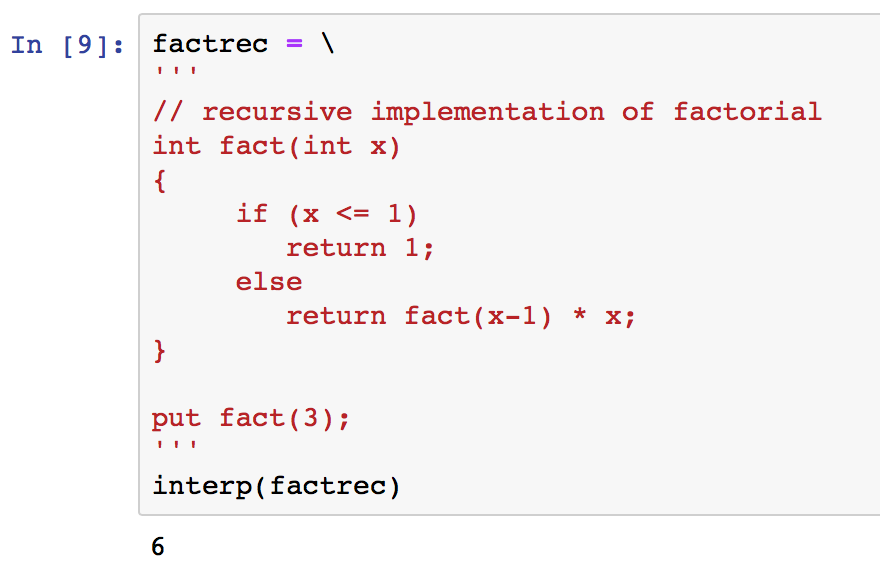 In [9]: factrec = \
'''
// recursive implementation of factorial
int fact(int x)
{
     if (x <= 1)
        return 1;
     else
        return fact(x-1) * x;
}

put fact(3);
'''
interp(factrec)
6